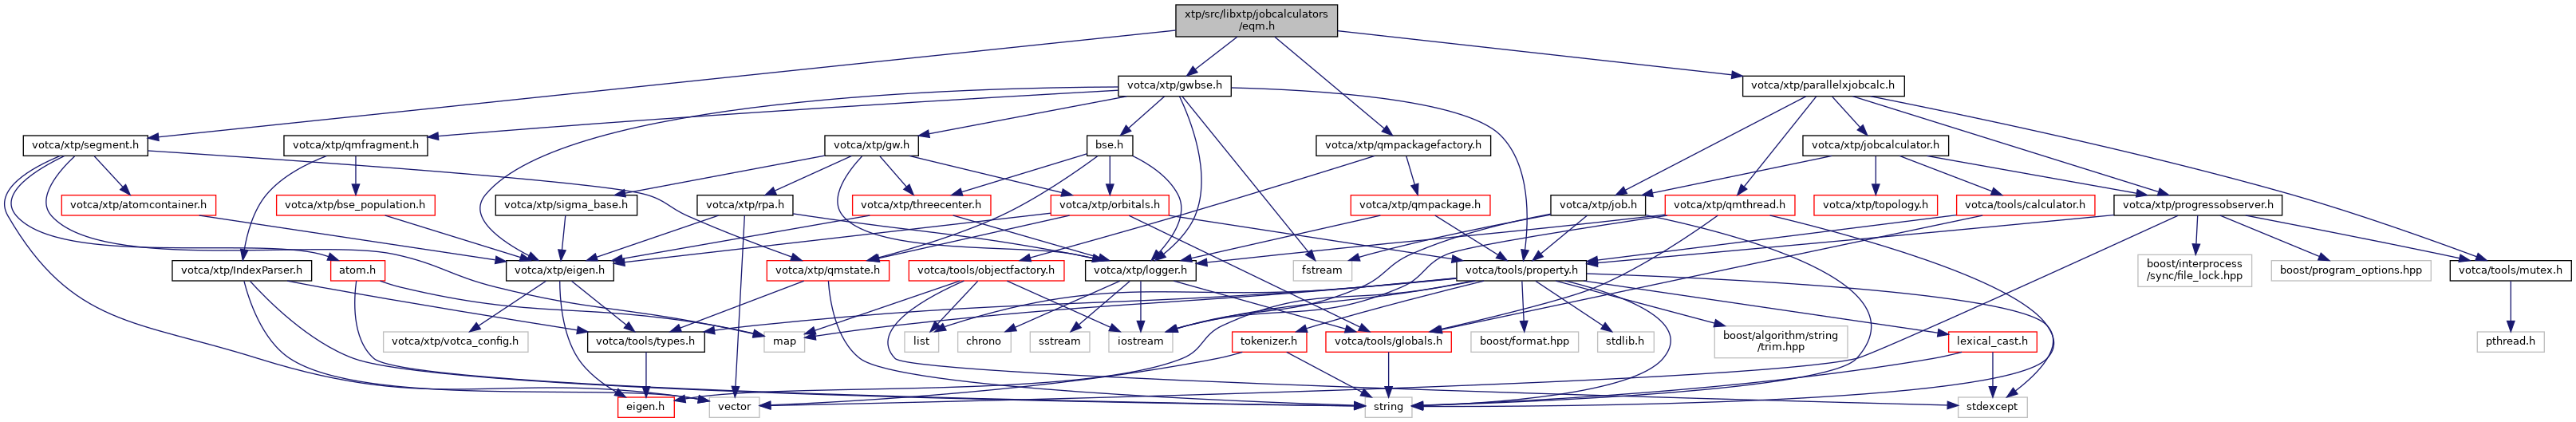 xtp/src/libxtp/jobcalculators
/eqm.h
votca/xtp/gwbse.h
votca/xtp/parallelxjobcalc.h
votca/xtp/segment.h
votca/xtp/qmfragment.h
votca/xtp/gw.h
bse.h
votca/xtp/qmpackagefactory.h
votca/xtp/jobcalculator.h
votca/xtp/atomcontainer.h
votca/xtp/bse_population.h
votca/xtp/sigma_base.h
votca/xtp/rpa.h
votca/xtp/threecenter.h
votca/xtp/orbitals.h
votca/xtp/qmpackage.h
votca/xtp/job.h
votca/xtp/qmthread.h
votca/xtp/topology.h
votca/tools/calculator.h
votca/xtp/progressobserver.h
votca/xtp/IndexParser.h
atom.h
votca/xtp/eigen.h
votca/xtp/qmstate.h
votca/tools/objectfactory.h
votca/xtp/logger.h
fstream
votca/tools/property.h
boost/interprocess
/sync/file_lock.hpp
boost/program_options.hpp
votca/tools/mutex.h
votca/xtp/votca_config.h
votca/tools/types.h
map
list
chrono
sstream
iostream
tokenizer.h
votca/tools/globals.h
boost/format.hpp
stdlib.h
boost/algorithm/string
/trim.hpp
lexical_cast.h
pthread.h
eigen.h
vector
string
stdexcept